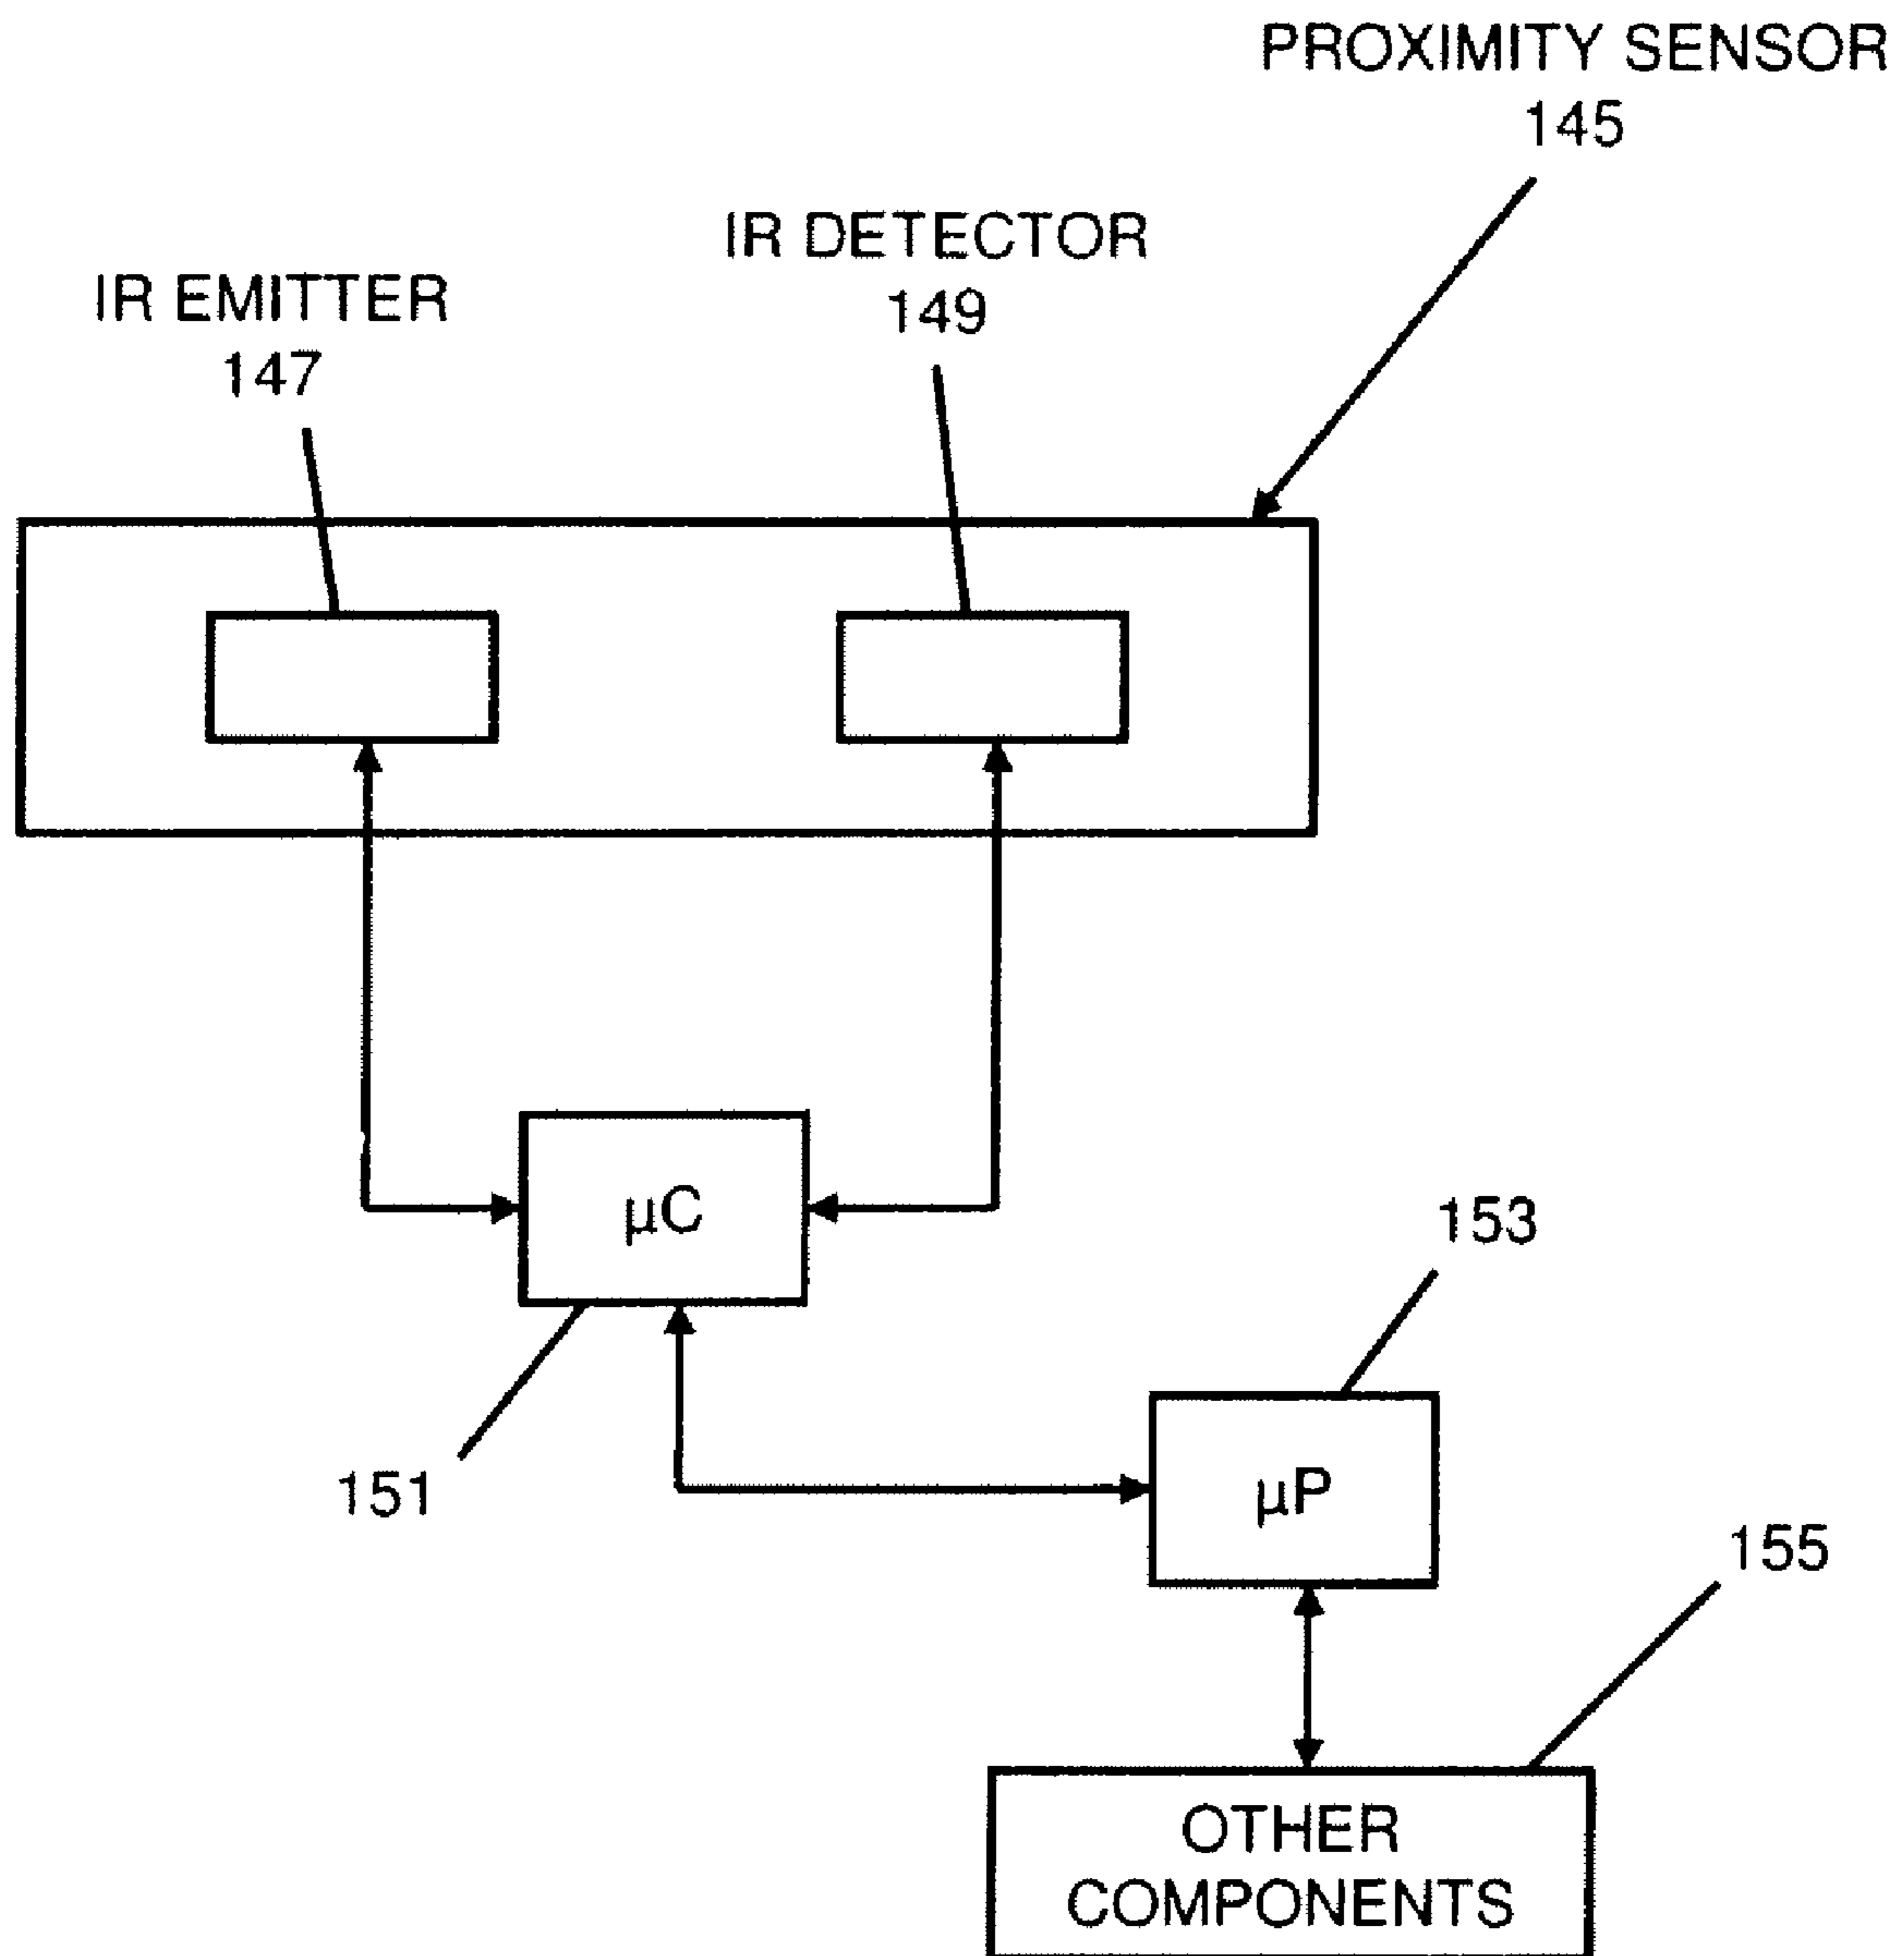 PROXIMITY SENSOR
145
IR DETECTOR
149
IR EMITTER
147
µC
153
151
µP
155
OTHER
COMPONENTS